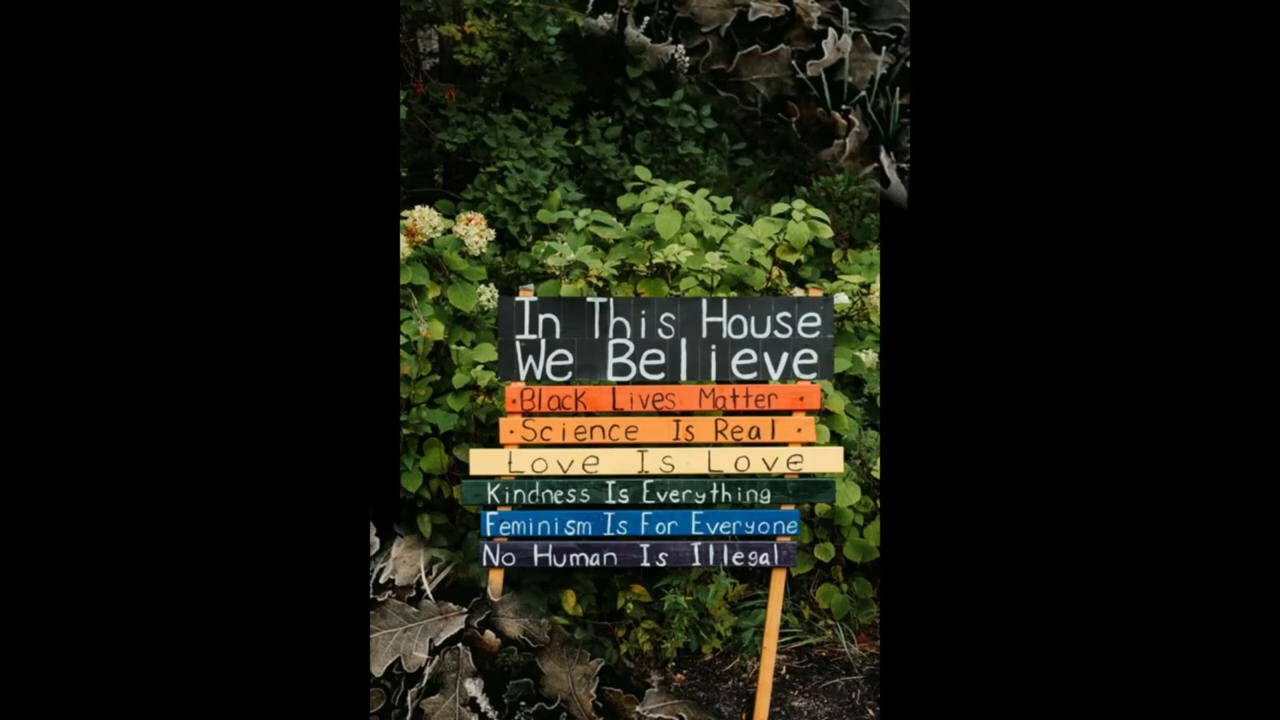 In This House
We Believe
Black Lives Matter
Science Is Real
Love Is Love
Kindness Is Everything
Feminism Is For Everyone
No Human Is Illegal